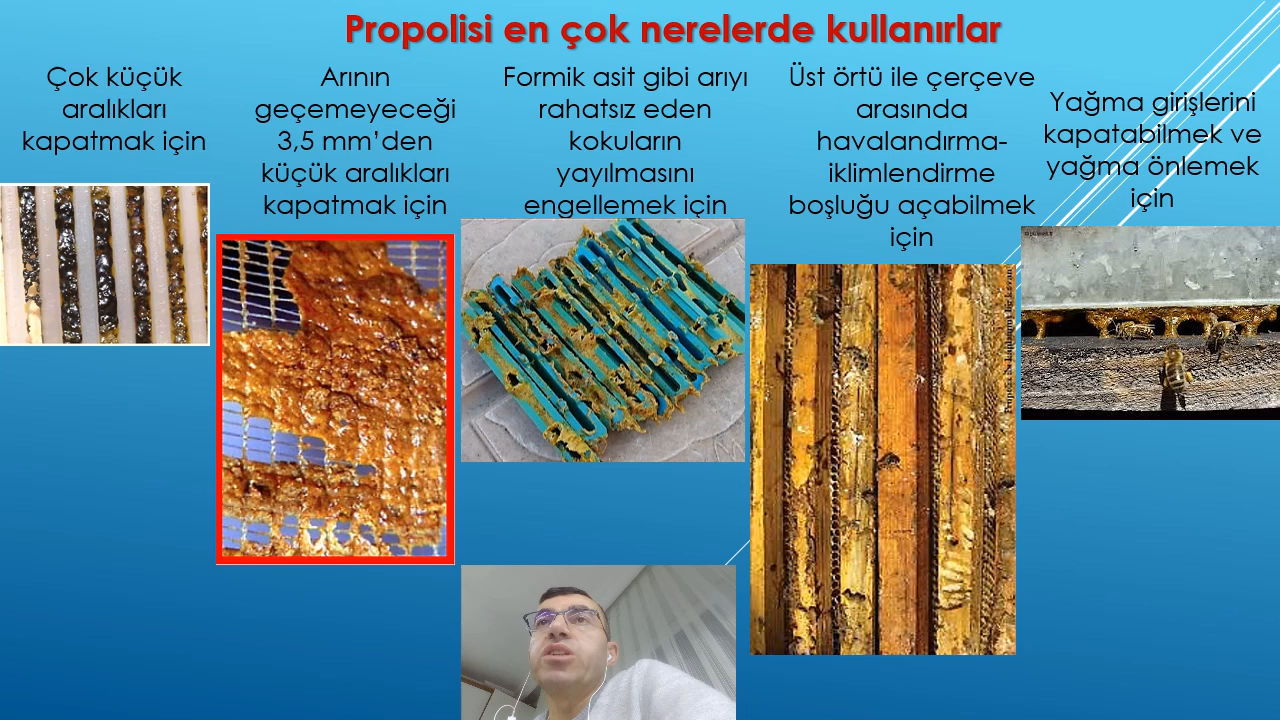 Propolisi en çok nerelerde kullanırlar
Çok küçük
aralıkları
kapatmak için
Arının
geçemeyeceği
3,5 mm’den
küçük aralıkları
kapatmak için
Formik asit gibi arıyı
rahatsız eden
kokuların
yayılmasını
engellemek için
Üst örtü ile çerçeve
arasında
havalandırma-
iklimlendirme
boşluğu açabilmek
için
Yağma girişlerini
kapatabilmek ve
yağma önlemek
için